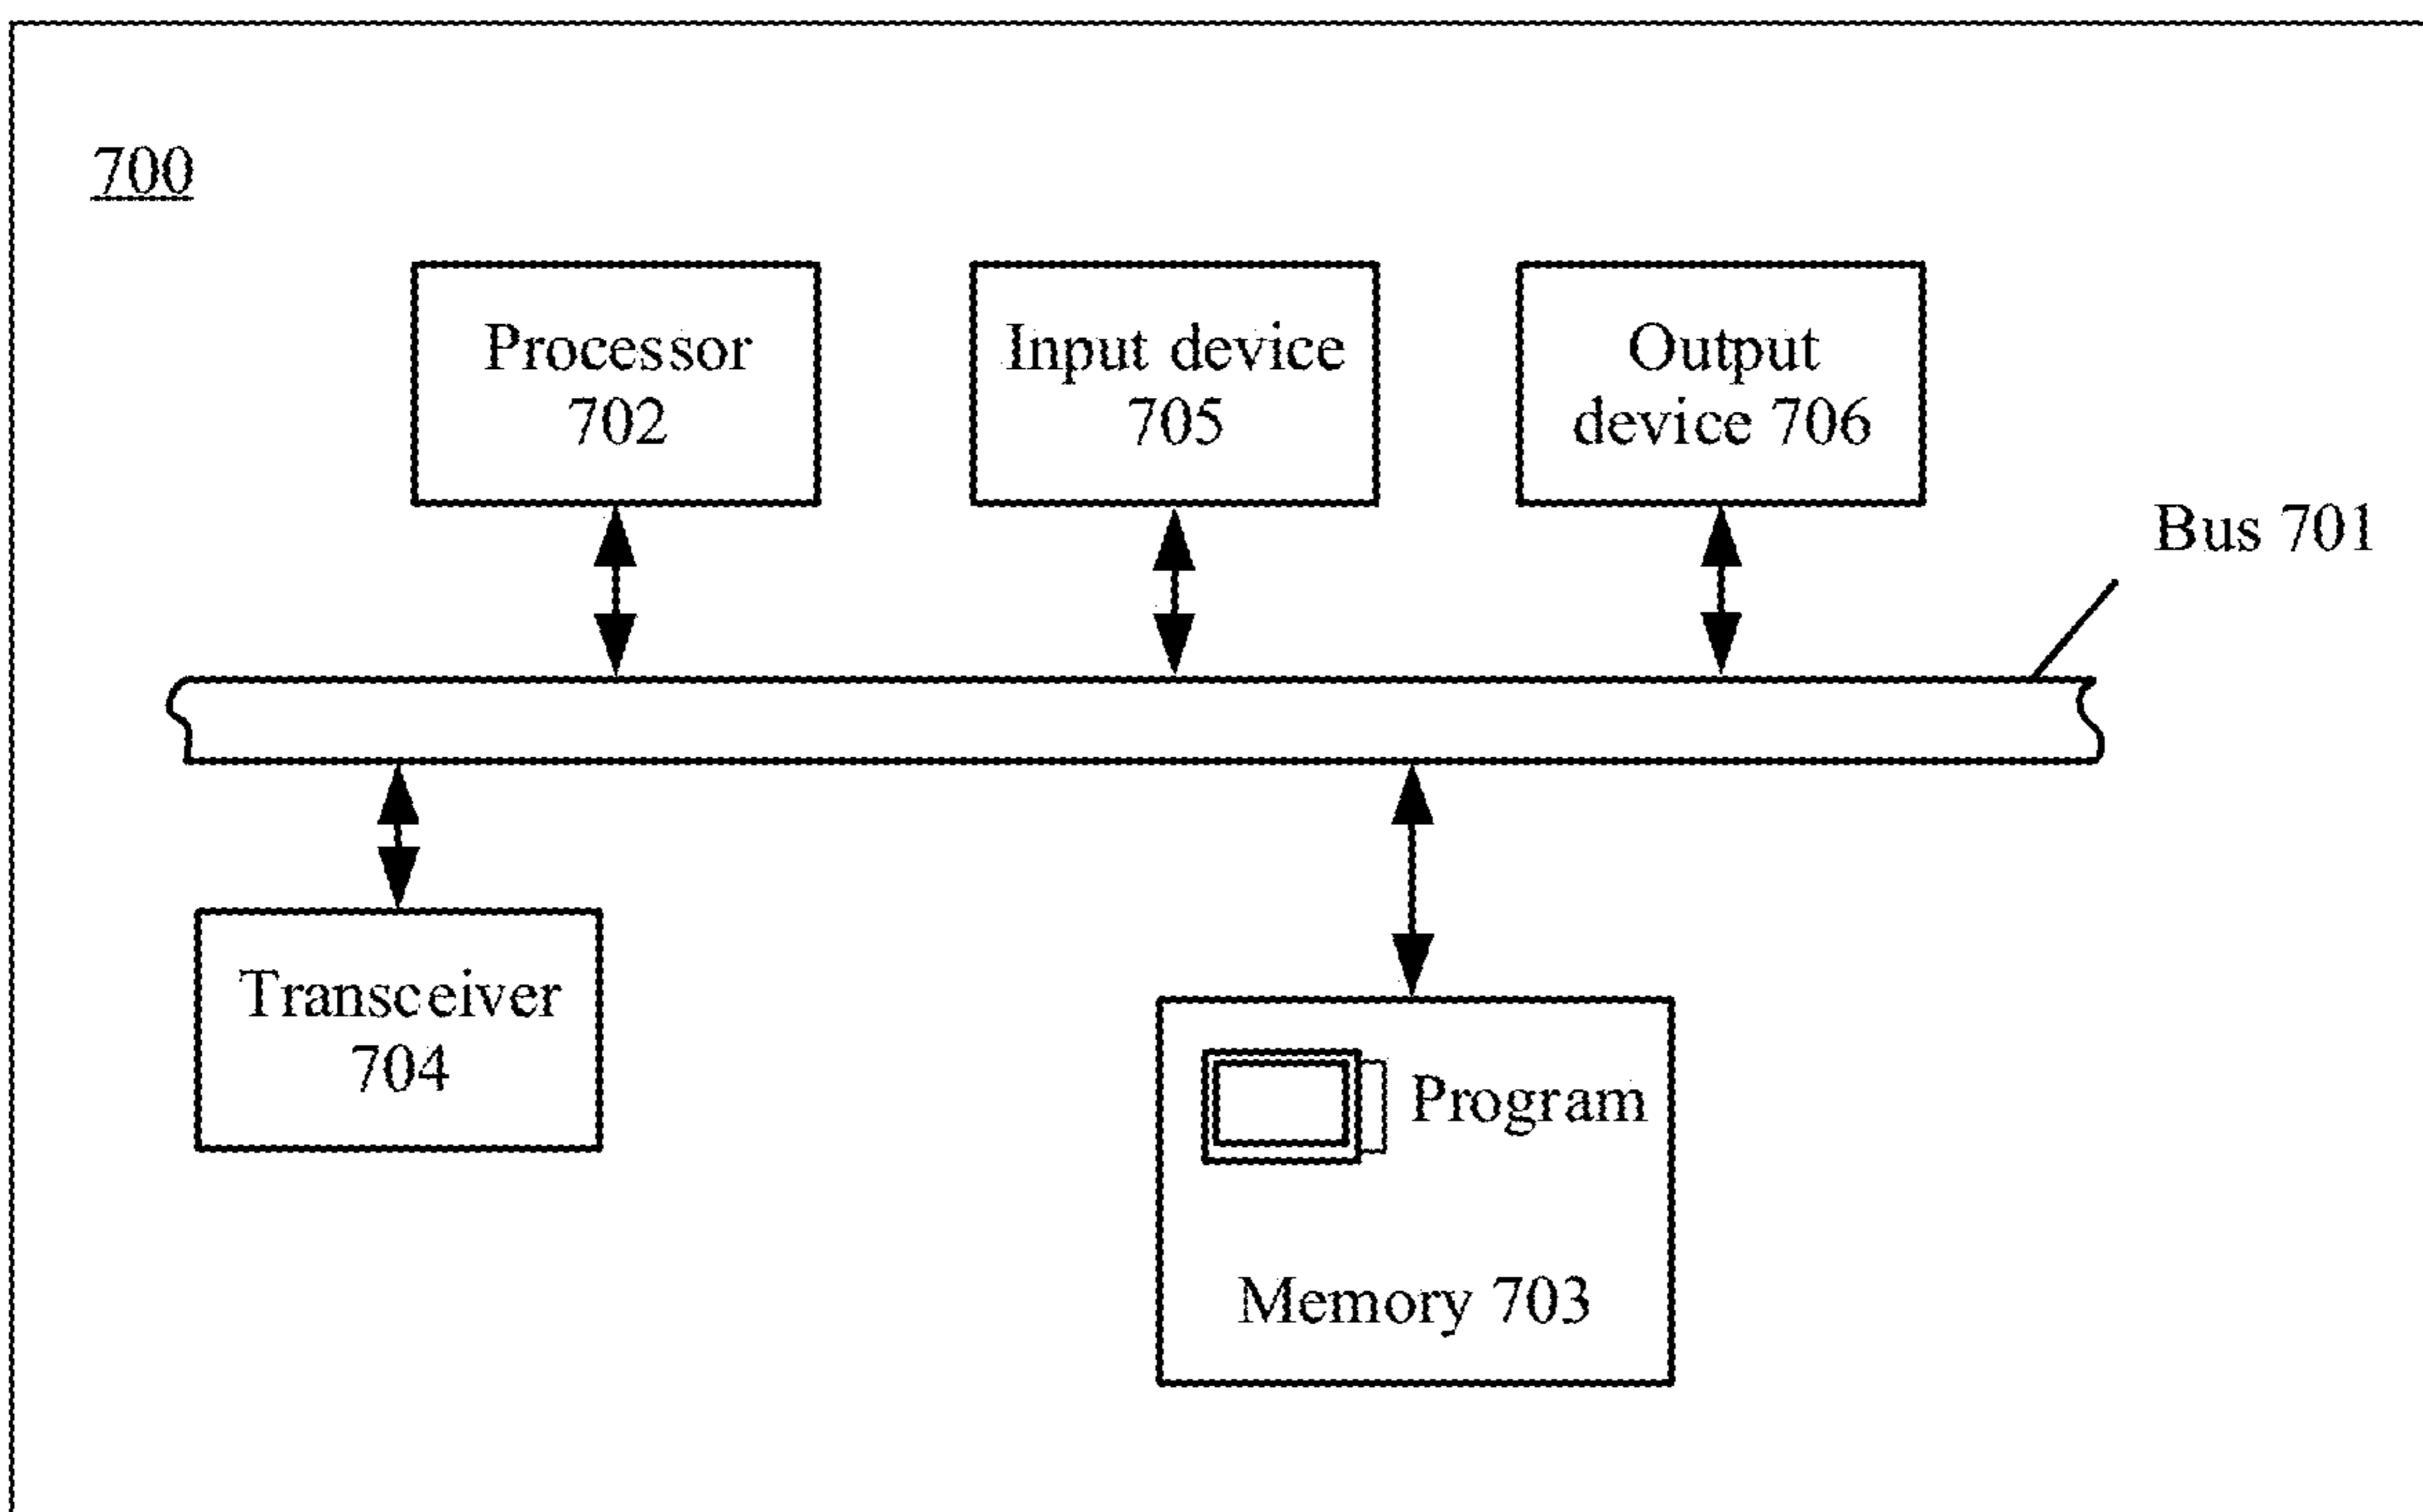 700
Processor
702
Input device
705
Output
device 706
Bus 701
Transceiver
704
Program
Memory 703